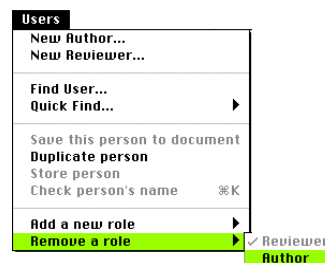 Users
New Author...
New Reviewer...
Find User...
Quick Find...
Save this person to document
Duplicate person
Store person
Check person's name ⌘K
Add a new role
Remove a role
✓ Reviewer
Author